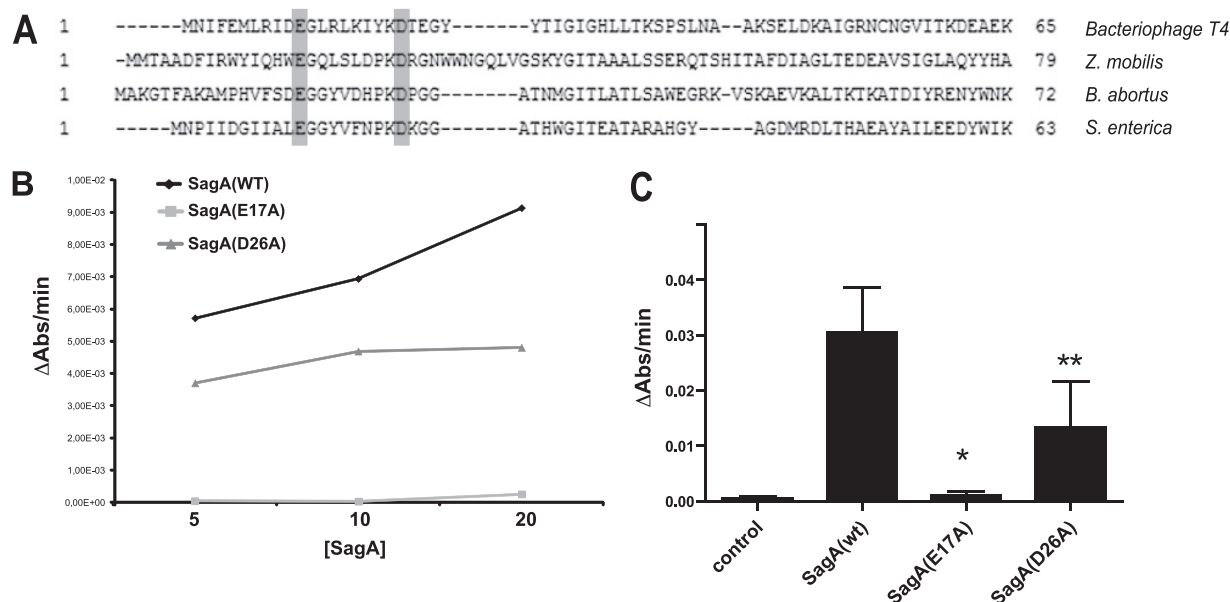 A
1 ------MNIFEMLRIDEGLRLKIYKDTEGY------YTIGIGHLLTKSPSLNA--AKSELDKAIGRNCNGVITKDEAEK 65 Bacteriophage T4
1 -MMTAADFIRWYIQHWEGQLSLDPKDRGNWWNGQLVGSKYGITAAALSSERQTSHITAFDIAGLTEDEAVSIGLAQYYHA 79 Z. mobilis
1 MAKGTFAKAMPHVFSDEGGYVDHPKDPGG-------ATNMGITLATLSAWEGRK-VSKAEVKALTKTKATDIYRENYWNK 72 B. abortus
1 ------MNPIIDGIIALEGGYVFNPKDKGG-------ATHWGITEATARAHGY-----AGDMRDLTHAEAYAILEEDYWIK 63 S. enterica
B
SagA(WT)
SagA(E17A)
SagA(D26A)
ΔAbs/min
1,00E-02
9,00E-03
8,00E-03
7,00E-03
6,00E-03
5,00E-03
4,00E-03
3,00E-03
2,00E-03
1,00E-03
0,00E+00
5 10 20
[SagA]
C
ΔAbs/min
0.04
0.03
0.02
0.01
0.00
*
**
control
SagA(wt)
SagA(E17A)
SagA(D26A)